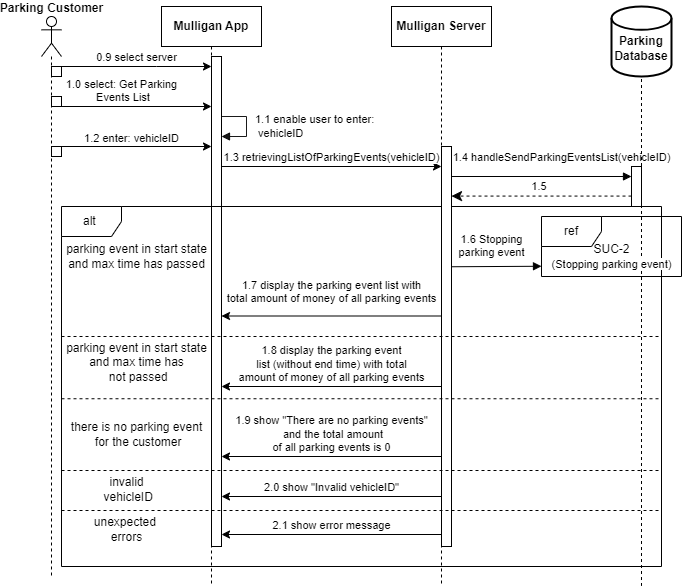 Parking Customer
Mulligan App
Mulligan Server
Parking
Database
0.9 select server
1.0 select: Get Parking
Events List
1.1 enable user to enter:
vehicleID
1.2 enter: vehicleID
1.3 retrievingListOfParkingEvents(vehicleID)
1.4 handleSendParkingEventsList(vehicleID)
1.5
alt
parking event in start state
and max time has passed
1.6 Stopping
parking event
ref
SUC-2
(Stopping parking event)
1.7 display the parking event list with
total amount of money of all parking events
parking event in start state
and max time has
not passed
1.8 display the parking event
list (without end time) with total
amount of money of all parking events
there is no parking event
for the customer
1.9 show "There are no parking events"
and the total amount
of all parking events is 0
invalid
vehicleID
2.0 show "Invalid vehicleID"
unexpected
errors
2.1 show error message